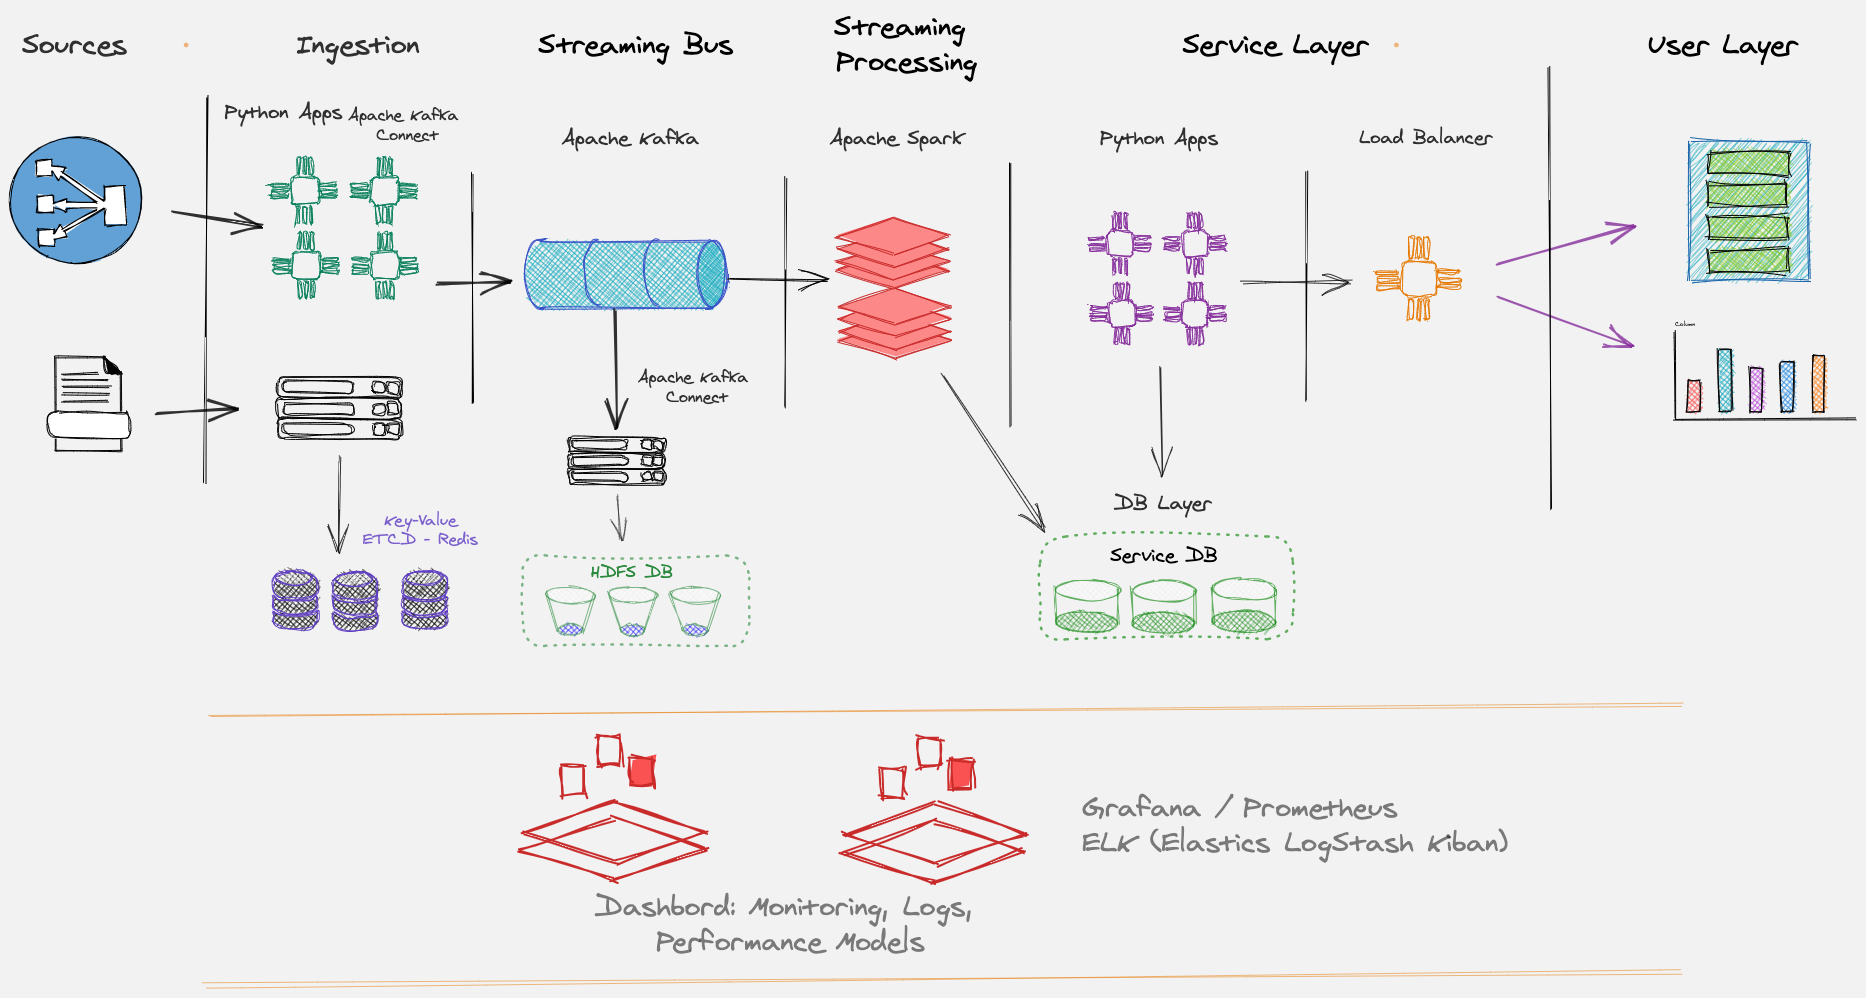 Sources
Ingestion
Streaming Bus
Streaming
Processing
Service Layer
User Layer
Python Apps
Apache Kafka
Connect
Apache Kafka
Apache Spark
Python Apps
Load Balancer
Column
Apache Kafka
Connect
DB Layer
Key-Value
ETCD - Redis
HDFS DB
Service DB
Grafana / Prometheus
ELK (Elastics LogStash Kiban)
Dashbord: Monitoring, Logs,
Performance Models